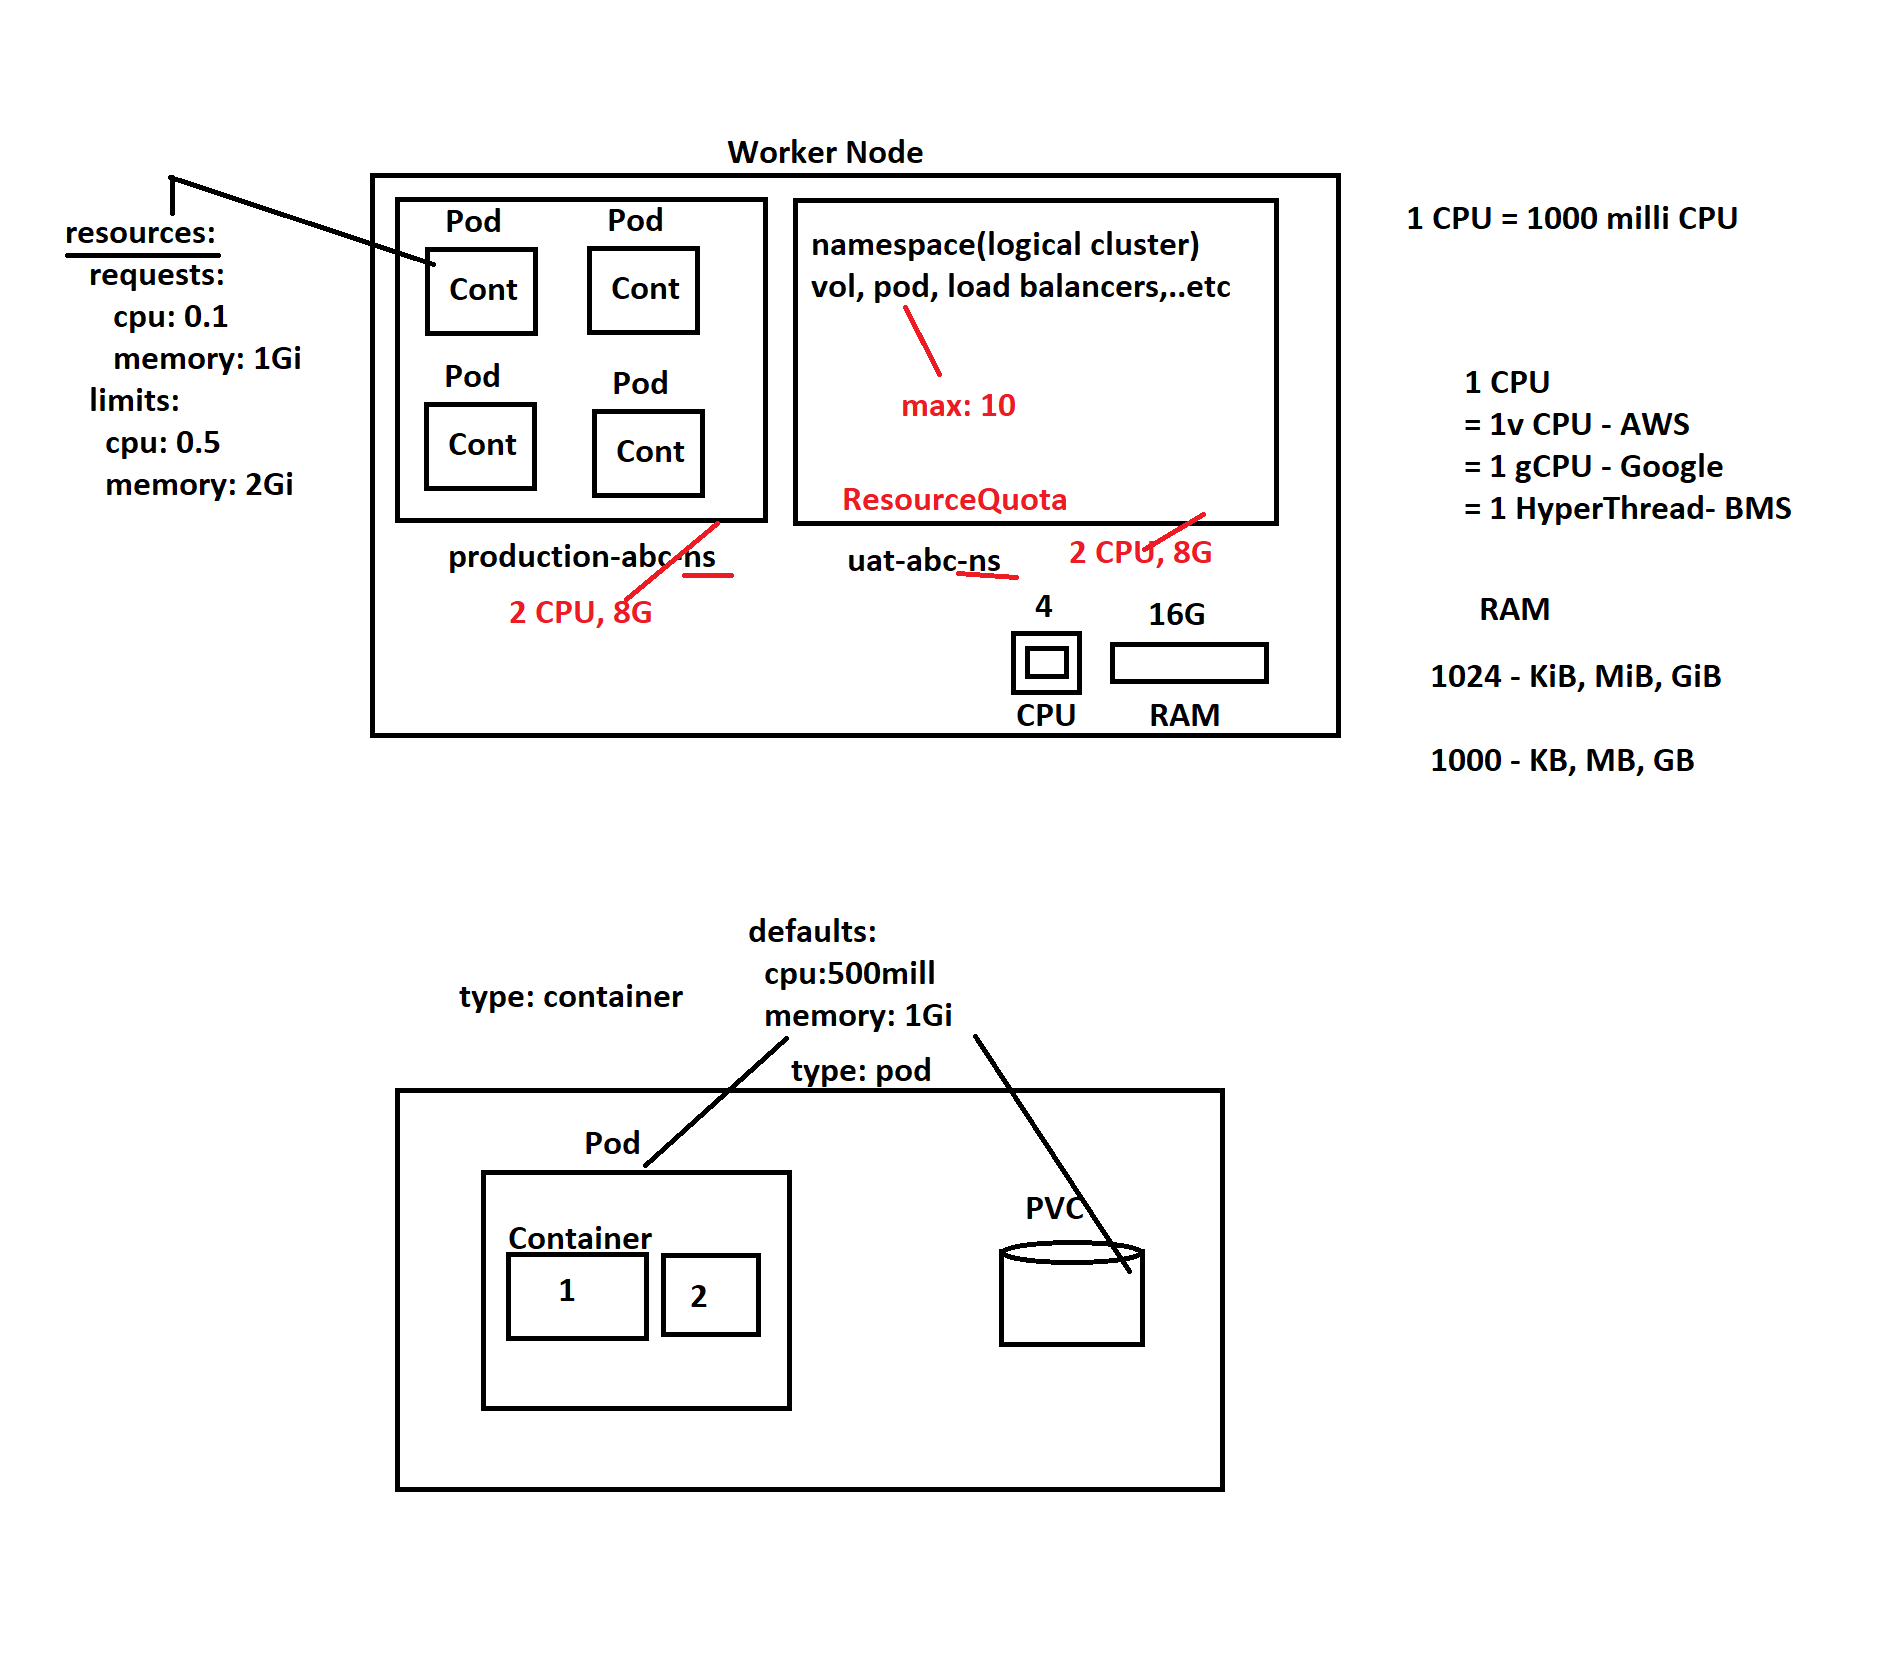 Worker Node
resources:
requests:
cpu: 0.1
memory: 1Gi
limits:
cpu: 0.5
memory: 2Gi
Pod
Pod
Cont
Cont
Pod
Pod
Cont
Cont
production-abc-ns
2 CPU, 8G
namespace(logical cluster)
vol, pod, load balancers,..etc
max: 10
ResourceQuota
uat-abc-ns
2 CPU, 8G
4
16G
CPU
RAM
1 CPU = 1000 milli CPU
1 CPU
= 1v CPU - AWS
= 1 gCPU - Google
= 1 HyperThread- BMS
RAM
1024 - KiB, MiB, GiB
1000 - KB, MB, GB
type: container
defaults:
cpu:500mill
memory: 1Gi
type: pod
Pod
Container
1
2
PVC